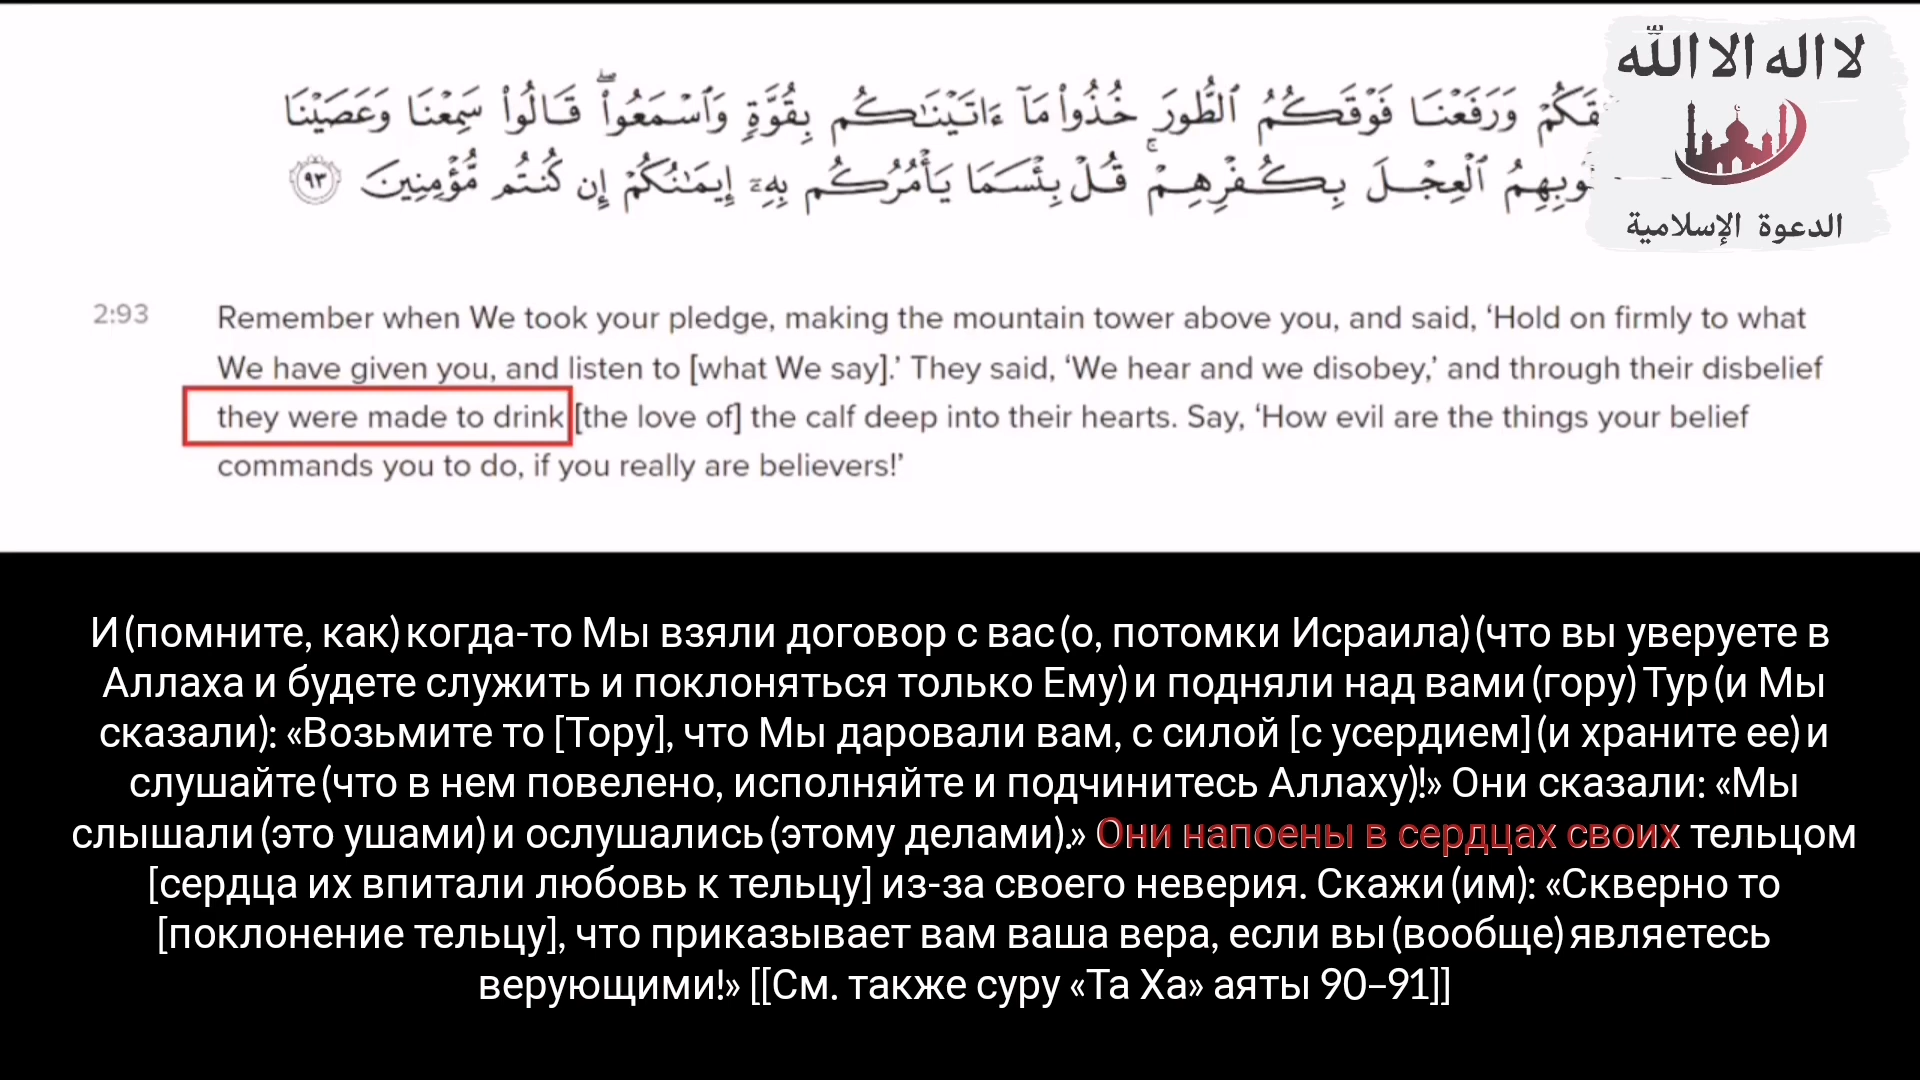 قَكُمْ وَرَفَعْنَا فَوْقَكُمُ ٱلطُّورَ خُذُوا۟ مَآ ءَاتَيْنَـٰكُم بِقُوَّةٍ وَٱسْمَعُوا۟ ۖ قَالُوا۟ سَمِعْنَا وَعَصَيْنَا
وبِهِمُ ٱلْعِجْلَ بِكُفْرِهِمْ ۚ قُلْ بِئْسَمَا يَأْمُرُكُم بِهِۦٓ إِيمَـٰنُكُمْ إِن كُنتُم مُّؤْمِنِينَ ٩٣
لا اله الا الله
الدعوة الإسلامية
2:93
Remember when We took your pledge, making the mountain tower above you, and said, ‘Hold on firmly to what
We have given you, and listen to [what We say].’ They said, ‘We hear and we disobey,’ and through their disbelief
they were made to drink [the love of] the calf deep into their hearts. Say, ‘How evil are the things your belief
commands you to do, if you really are believers!’
И (помните, как) когда-то Мы взяли договор с вас (о, потомки Исраила) (что вы уверуете в
Аллаха и будете служить и поклоняться только Ему) и подняли над вами (гору) Тур (и Мы
сказали): «Возьмите то [Тору], что Мы даровали вам, с силой [с усердием] (и храните ее) и
слушайте (что в нем повелено, исполняйте и подчинитесь Аллаху)!» Они сказали: «Мы
слышали (это ушами) и ослушались (этому делами).» Они напоены в сердцах своих тельцом
[сердца их впитали любовь к тельцу] из-за своего неверия. Скажи (им): «Скверно то
[поклонение тельцу], что приказывает вам ваша вера, если вы (вообще) являетесь
верующими!» [[См. также суру «Та Ха» аяты 90–91]]